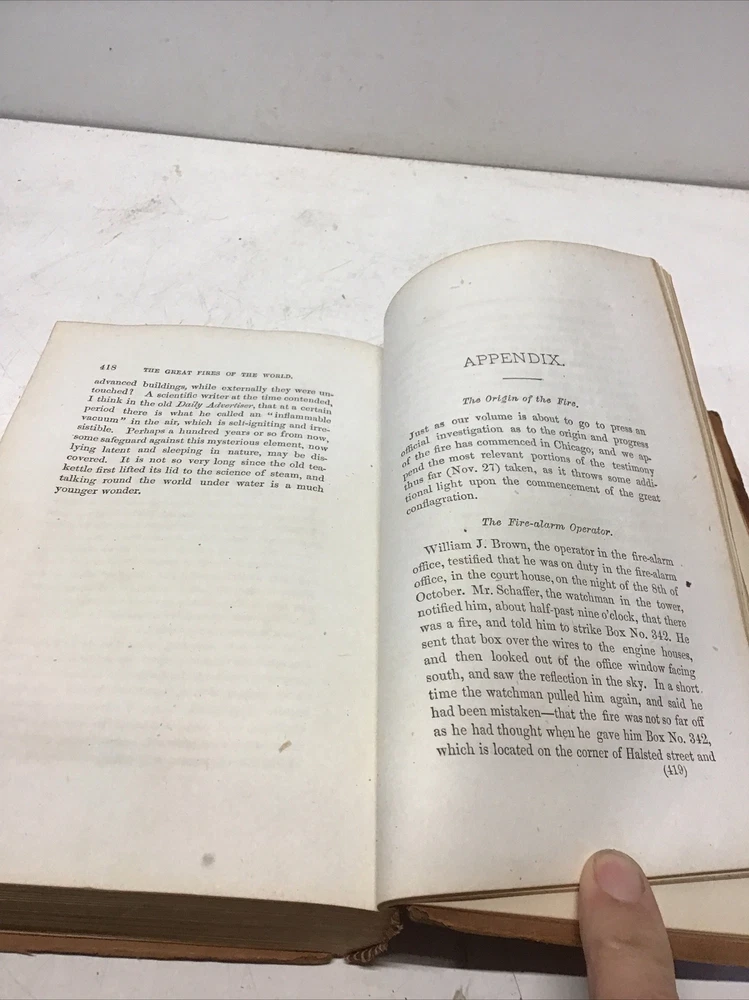 418 THE GREAT FIRES OF THE WORLD.
advanced buildings, while externally they were un-
touched? A scientific writer at the time contended,
I think in the old Daily Advertiser, that at a certain
period there is what he called an "inflammable
vacuum" in the air, which is self-igniting and irre-
sistible. Perhaps a hundred years or so from now,
some safeguard against this mysterious element, now
lying latent and sleeping in nature, may be dis-
covered. It is not so very long since the old tea-
kettle first lifted its lid to the science of steam, and
talking round the world under water is a much
younger wonder.
APPENDIX.
The Origin of the Fire.
Just as our volume is about to go to press an
official investigation as to the origin and progress
of the fire has commenced in Chicago, and we ap-
pend the most relevant portions of the testimony
thus far (Nov. 27) taken, as it throws some addi-
tional light upon the commencement of the great
conflagration.
The Fire-alarm Operator.
William J. Brown, the operator in the fire-alarm
office, testified that he was on duty in the fire-alarm
office, in the court house, on the night of the 8th of
October. Mr. Schaffer, the watchman in the tower,
notified him, about half-past nine o'clock, that there
was a fire, and told him to strike Box No. 342. He
sent that box over the wires to the engine houses,
and then looked out of the office window facing
south, and saw the reflection in the sky. In a short
time the watchman pulled him again, and said he
had been mistaken—that the fire was not so far off
as he had thought when he gave him Box No. 342,
which is located on the corner of Halsted street and
(419)